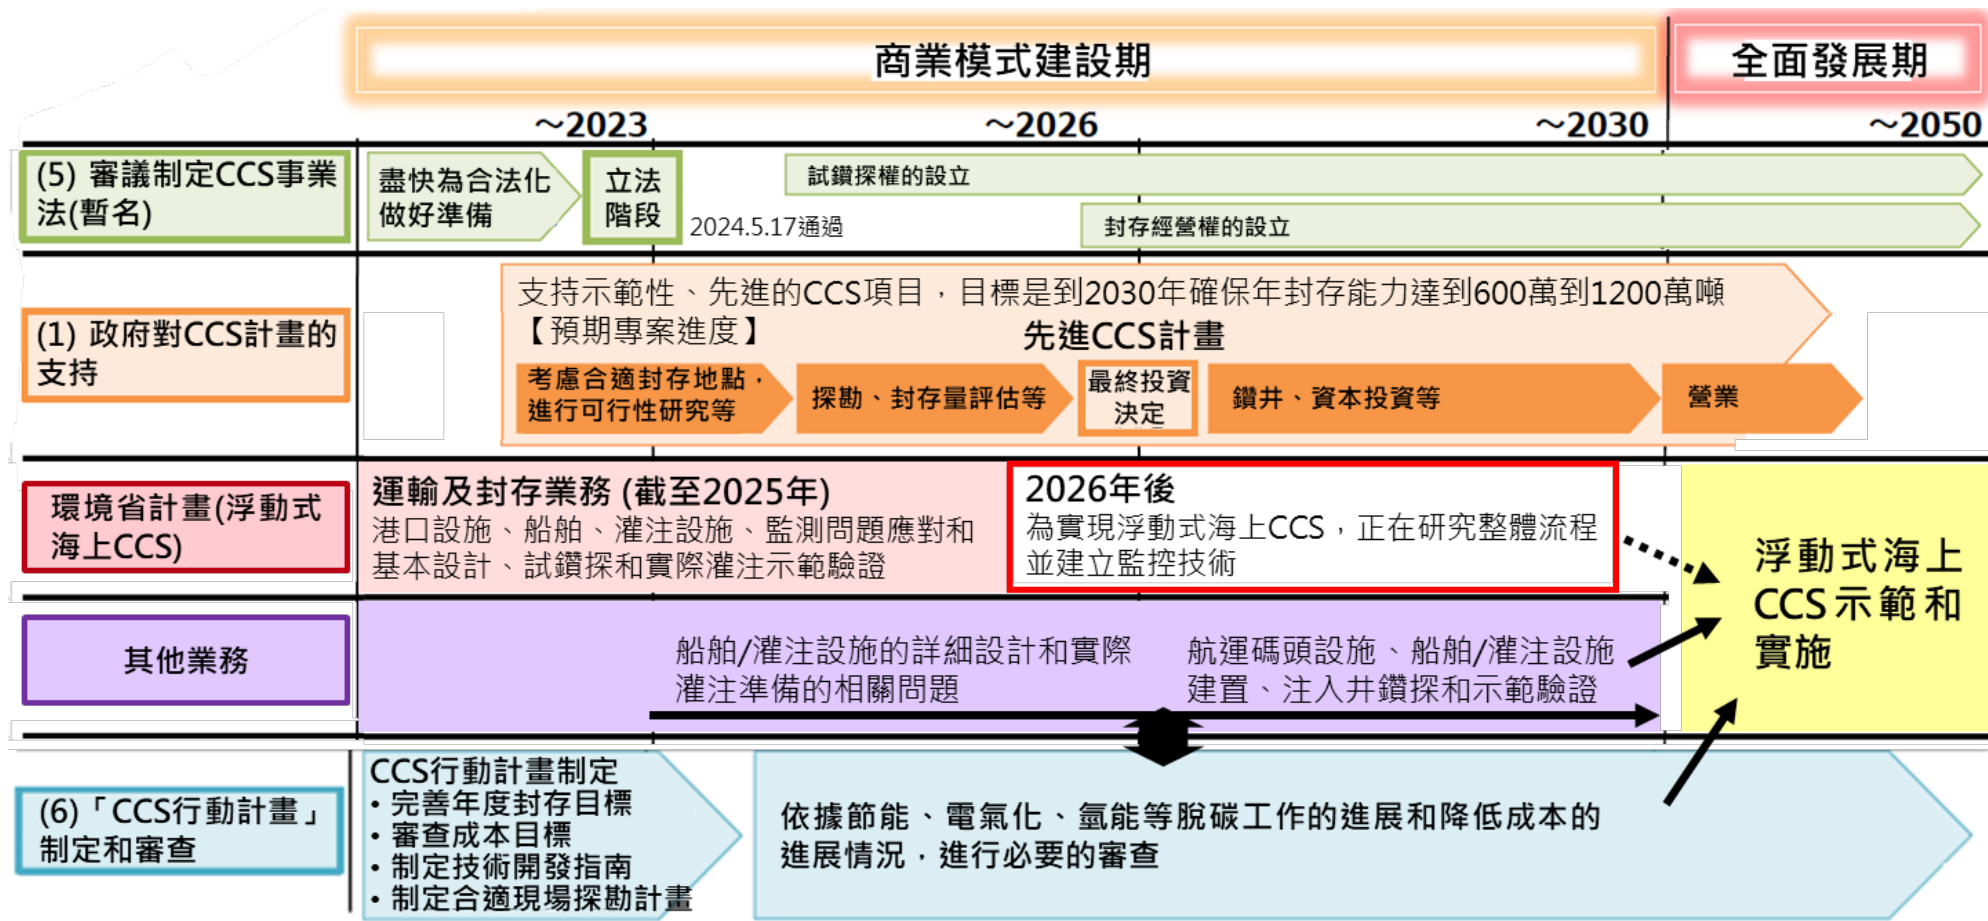 商業模式建設期
全面發展期
～2023
～2026
～2030
～2050
(5) 審議制定CCS事業
法(暫名)
盡快為合法化
做好準備
立法
階段
2024.5.17通過
試鑽探權的設立
封存經營權的設立
(1) 政府對CCS計畫的
支持
支持示範性、先進的CCS項目，目標是到2030年確保年封存能力達到600萬到1200萬噸
【預期專案進度】
先進CCS計畫
考慮合適封存地點，
進行可行性研究等
探勘、封存量評估等
最終投資
決定
鑽井、資本投資等
營業
環境省計畫(浮動式
海上CCS)
運輸及封存業務 (截至2025年)
港口設施、船舶、灌注設施、監測問題應對和
基本設計、試鑽探和實際灌注示範驗證
2026年後
為實現浮動式海上CCS，正在研究整體流程
並建立監控技術
浮動式海上
CCS示範和
實施
其他業務
船舶/灌注設施的詳細設計和實際
灌注準備的相關問題
航運碼頭設施、船舶/灌注設施
建置、注入井鑽探和示範驗證
(6)「CCS行動計畫」
制定和審查
CCS行動計畫制定
• 完善年度封存目標
• 審查成本目標
• 制定技術開發指南
• 制定合適現場探勘計畫
依據節能、電氣化、氫能等脫碳工作的進展和降低成本的
進展情況，進行必要的審查